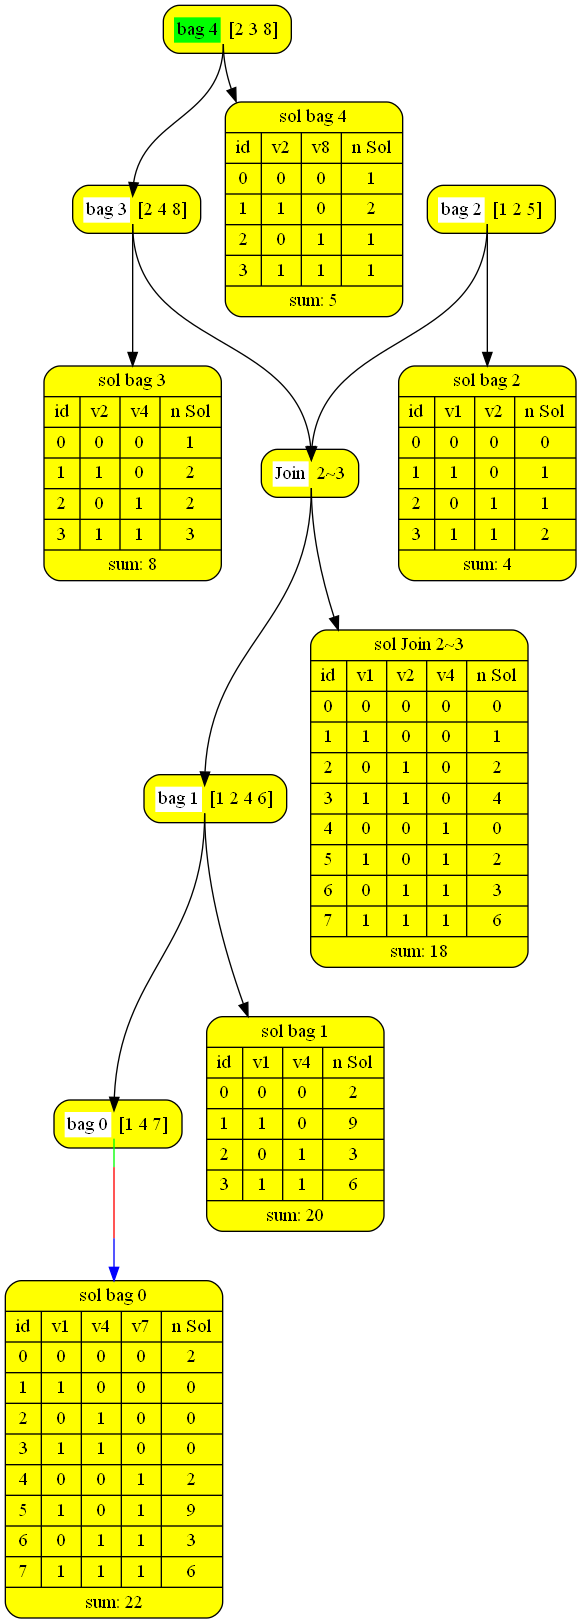 bag 4 [2 3 8]
sol bag 4
id v2 v8 n Sol
0 0 0 1
1 1 0 2
2 0 1 1
3 1 1 1
sum: 5
bag 3 [2 4 8]
bag 2 [1 2 5]
sol bag 3
id v2 v4 n Sol
0 0 0 1
1 1 0 2
2 0 1 2
3 1 1 3
sum: 8
sol bag 2
id v1 v2 n Sol
0 0 0 0
1 1 0 1
2 0 1 1
3 1 1 2
sum: 4
Join 2~3
sol Join 2~3
id v1 v2 v4 n Sol
0 0 0 0 0
1 1 0 0 1
2 0 1 0 2
3 1 1 0 4
4 0 0 1 0
5 1 0 1 2
6 0 1 1 3
7 1 1 1 6
sum: 18
bag 1 [1 2 4 6]
sol bag 1
id v1 v4 n Sol
0 0 0 2
1 1 0 9
2 0 1 3
3 1 1 6
sum: 20
bag 0 [1 4 7]
sol bag 0
id v1 v4 v7 n Sol
0 0 0 0 2
1 1 0 0 0
2 0 1 0 0
3 1 1 0 0
4 0 0 1 2
5 1 0 1 9
6 0 1 1 3
7 1 1 1 6
sum: 22